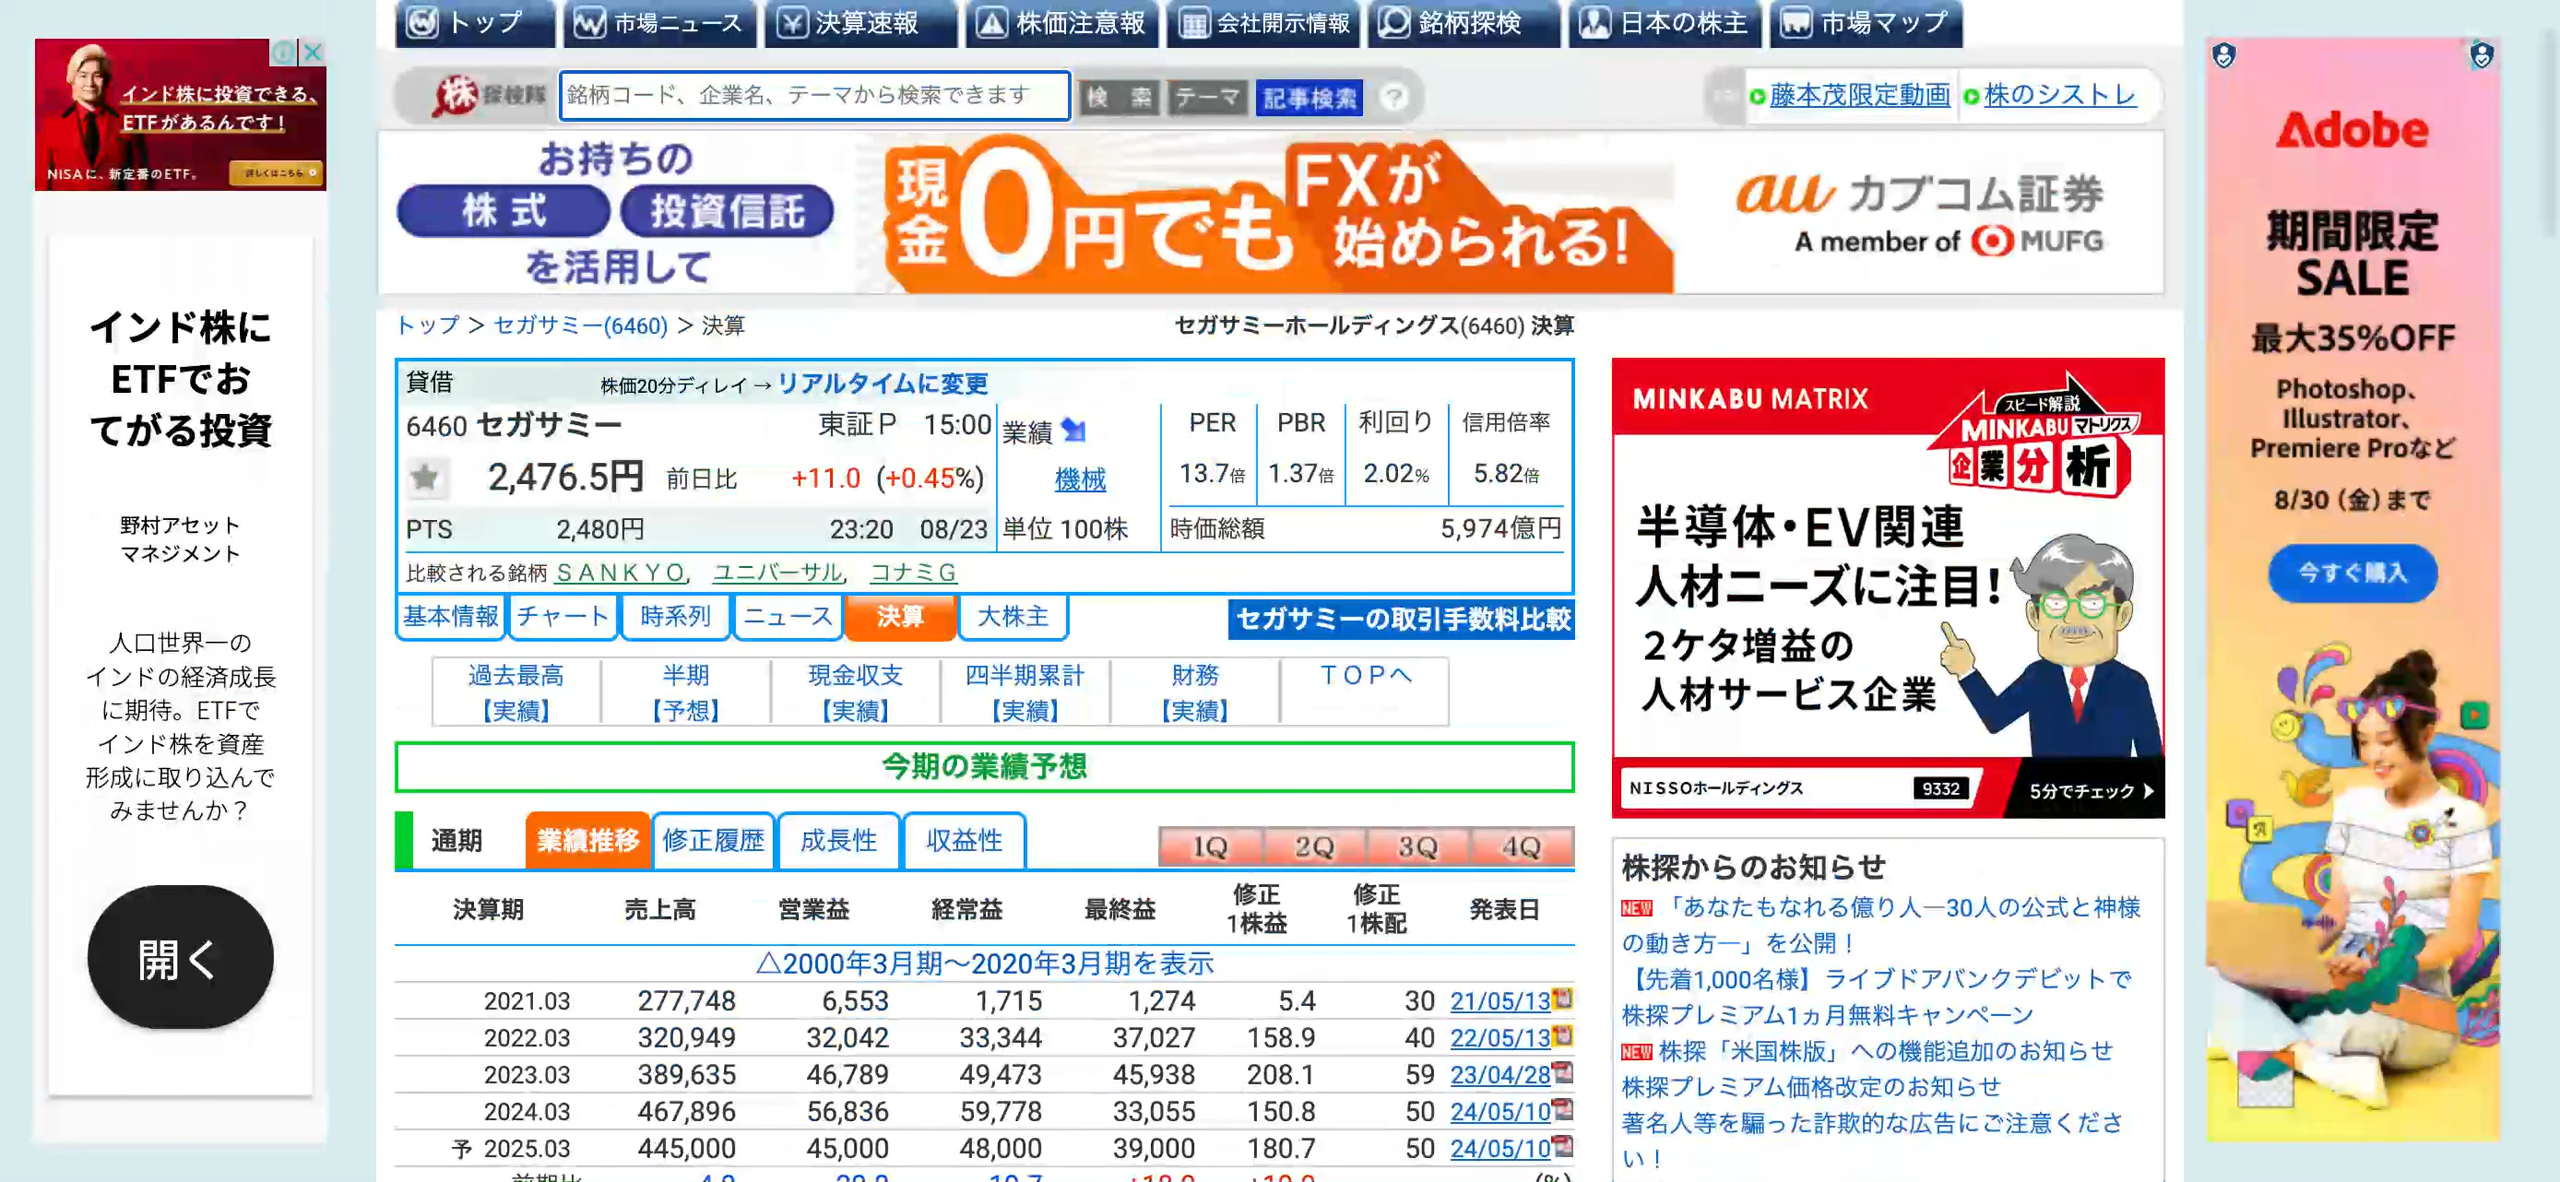 トップ
市場ニュース
決算速報
株価注意報
会社開示情報
銘柄探検
日本の株主
市場マップ
株探検隊
銘柄コード、企業名、テーマから検索できます
検 索
テーマ
記事検索
?
藤本茂限定動画
株のシストレ
インド株に投資できる、
ETFがあるんです!
NISAに、新定番のETF。
詳しくはこちら
インド株に
ETFでお
てがる投資
野村アセット
マネジメント
人口世界一の
インドの経済成長
に期待。ETFで
インド株を資産
形成に取り込んで
みませんか?
開く
お持ちの
株式 投資信託
を活用して
現金0円でも
FXが
始められる!
au カブコム証券
A member of MUFG
トップ > セガサミー(6460) > 決算
セガサミーホールディングス(6460) 決算
貸借 株価20分ディレイ → リアルタイムに変更
6460 セガサミー 東証P 15:00
2,476.5円 前日比 +11.0 (+0.45%)
PTS 2,480円 23:20 08/23
業績
機械
単位 100株
PER PBR 利回り 信用倍率
13.7倍 1.37倍 2.02% 5.82倍
時価総額 5,974億円
比較される銘柄 SANKYO, ユニバーサル, コナミG
基本情報 チャート 時系列 ニュース 決算 大株主
セガサミーの取引手数料比較
過去最高 半期 現金収支 四半期累計 財務 TOPへ
【実績】 【予想】 【実績】 【実績】 【実績】
今期の業績予想
通期 業績推移 修正履歴 成長性 収益性 1Q 2Q 3Q 4Q
決算期 売上高 営業益 経常益 最終益 修正1株益 修正1株配 発表日
△2000年3月期~2020年3月期を表示
2021.03 277,748 6,553 1,715 1,274 5.4 30 21/05/13
2022.03 320,949 32,042 33,344 37,027 158.9 40 22/05/13
2023.03 389,635 46,789 49,473 45,938 208.1 59 23/04/28
2024.03 467,896 56,836 59,778 33,055 150.8 50 24/05/10
予 2025.03 445,000 45,000 48,000 39,000 180.7 50 24/05/10
MINKABU MATRIX
スピード解説
MINKABU マトリクス
企業分析
半導体・EV関連
人材ニーズに注目!
2ケタ増益の
人材サービス企業
NISSOホールディングス 9332 5分でチェック
株探からのお知らせ
NEW 「あなたもなれる億り人―30人の公式と神様
の動き方―」を公開!
【先着1,000名様】ライブドアバンクデビットで
株探プレミアム1ヵ月無料キャンペーン
NEW 株探「米国株版」への機能追加のお知らせ
株探プレミアム価格改定のお知らせ
著名人等を騙った詐欺的な広告にご注意くださ
い!
Adobe
期間限定
SALE
最大35%OFF
Photoshop、
Illustrator、
Premiere Proなど
8/30 (金) まで
今すぐ購入